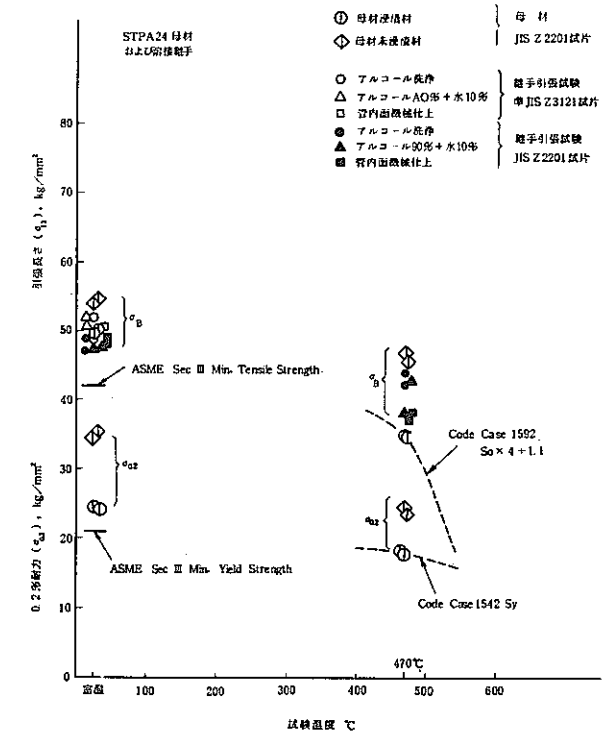 STPA24 母材
および溶接継手
母材浸漬材
母材未浸漬材
母材
JIS Z 2201試片
アルコール洗浄
アルコールAO%+水10%
管内面機械仕上
継手引張試験
準JIS Z3121試片
アルコール洗浄
アルコール90%+水10%
管内面機械仕上
継手引張試験
JIS Z 2201試片
引張長さ (σB), kg/mm²
0.2%耐力 (σ0.2), kg/mm²
80
70
60
50
40
30
20
10
0
σB
ASME Sec Ⅲ Min. Tensile Strength
σ0.2
ASME Sec Ⅲ Min. Yield Strength
σB
Code Case 1592
So × 4 ÷ 1.1
σ0.2
Code Case 1542 Sy
470℃
室温
100
200
300
400
500
600
試験温度 ℃